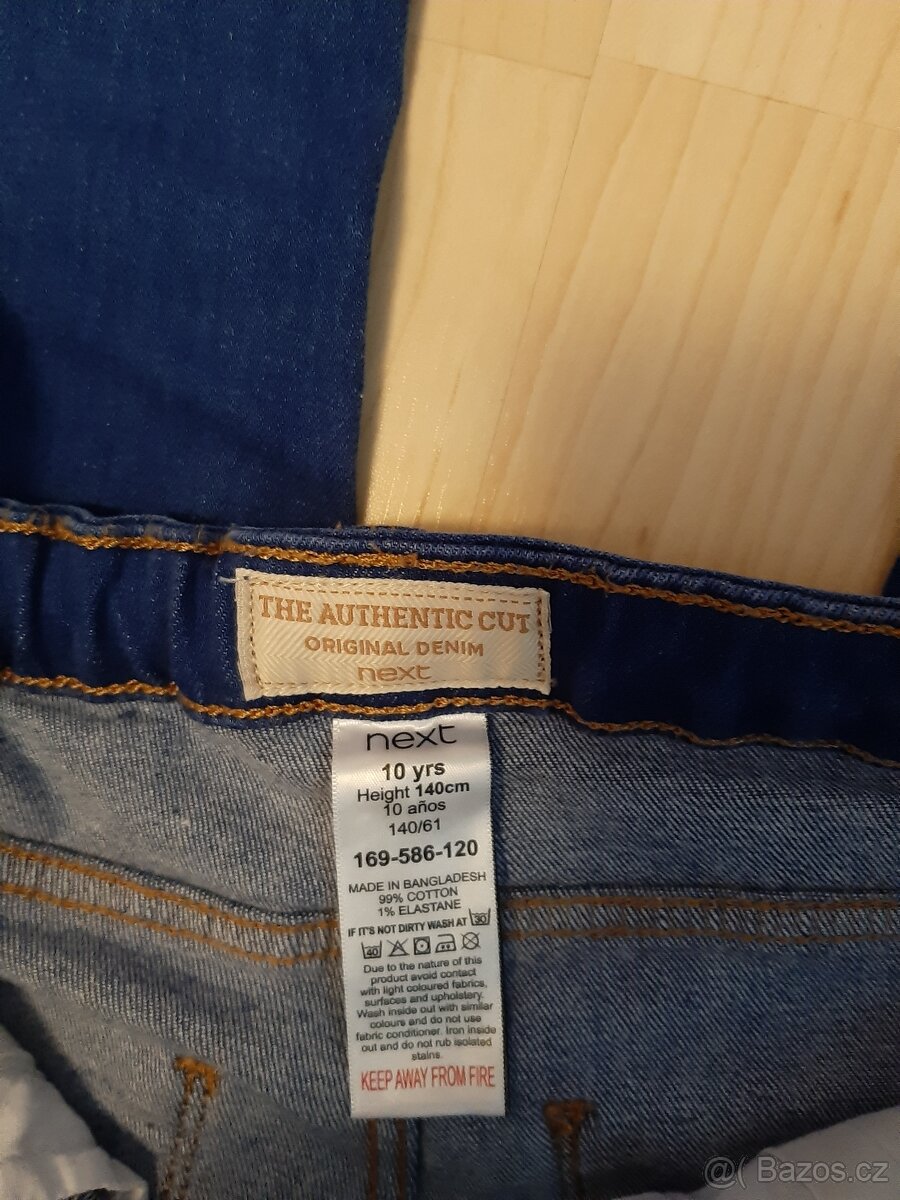 THE AUTHENTIC CUT
ORIGINAL DENIM
next
next
10 yrs
Height 140cm
10 años
140/61
169-586-120
MADE IN BANGLADESH
99% COTTON
1% ELASTANE
IF IT'S NOT DIRTY WASH AT 30
40
Due to the nature of this
product avoid contact
with light coloured fabrics,
surfaces and upholstery.
Wash inside out with similar
colours and do not use
fabric conditioner. Iron inside
out and do not rub isolated
stains.
KEEP AWAY FROM FIRE
@( Bazos.cz